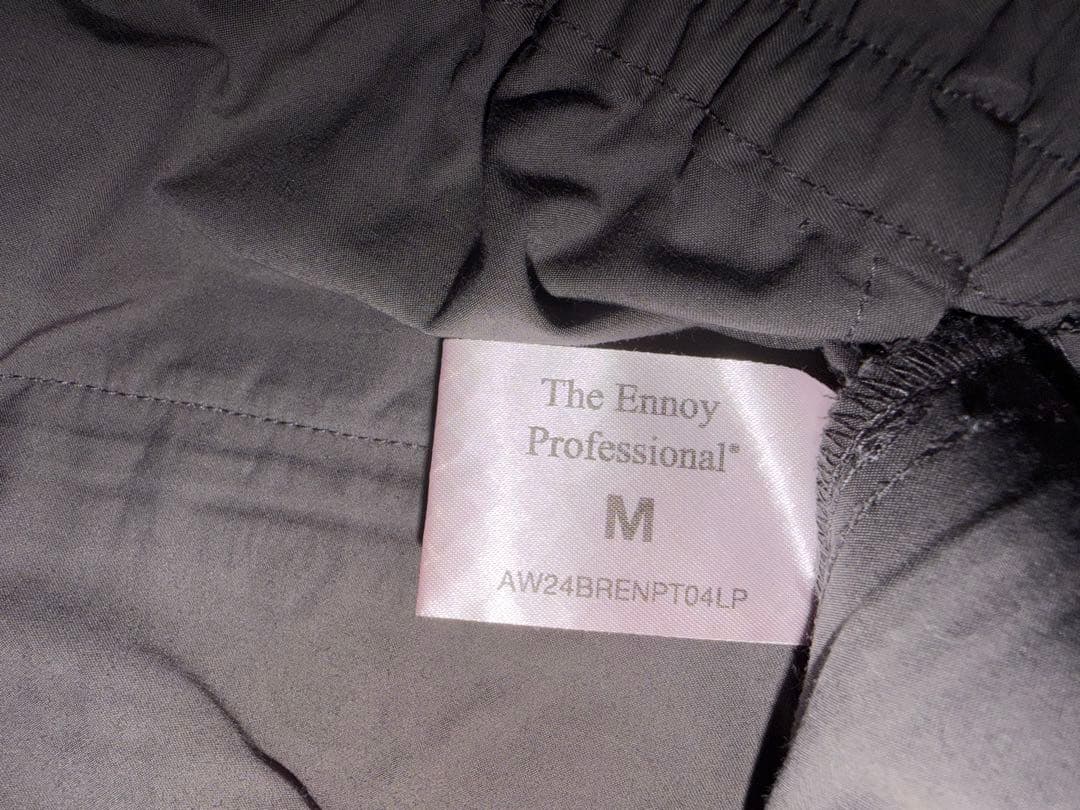 The Ennoy
Professional®
M
AW24BRENPT04LP